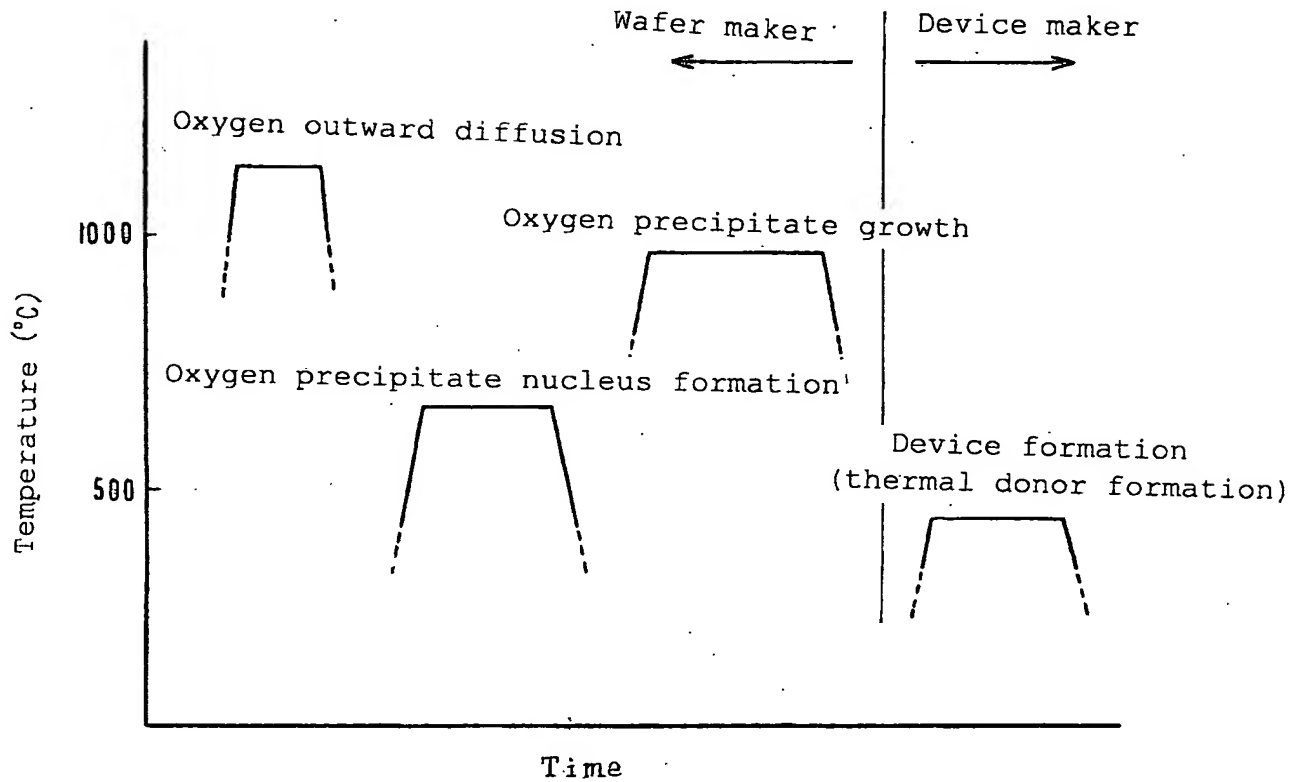 Wafer maker
Device maker
Oxygen outward diffusion
1000
Oxygen precipitate growth
Temperature (°C)
Oxygen precipitate nucleus formation
500
Device formation
(thermal donor formation)
Time